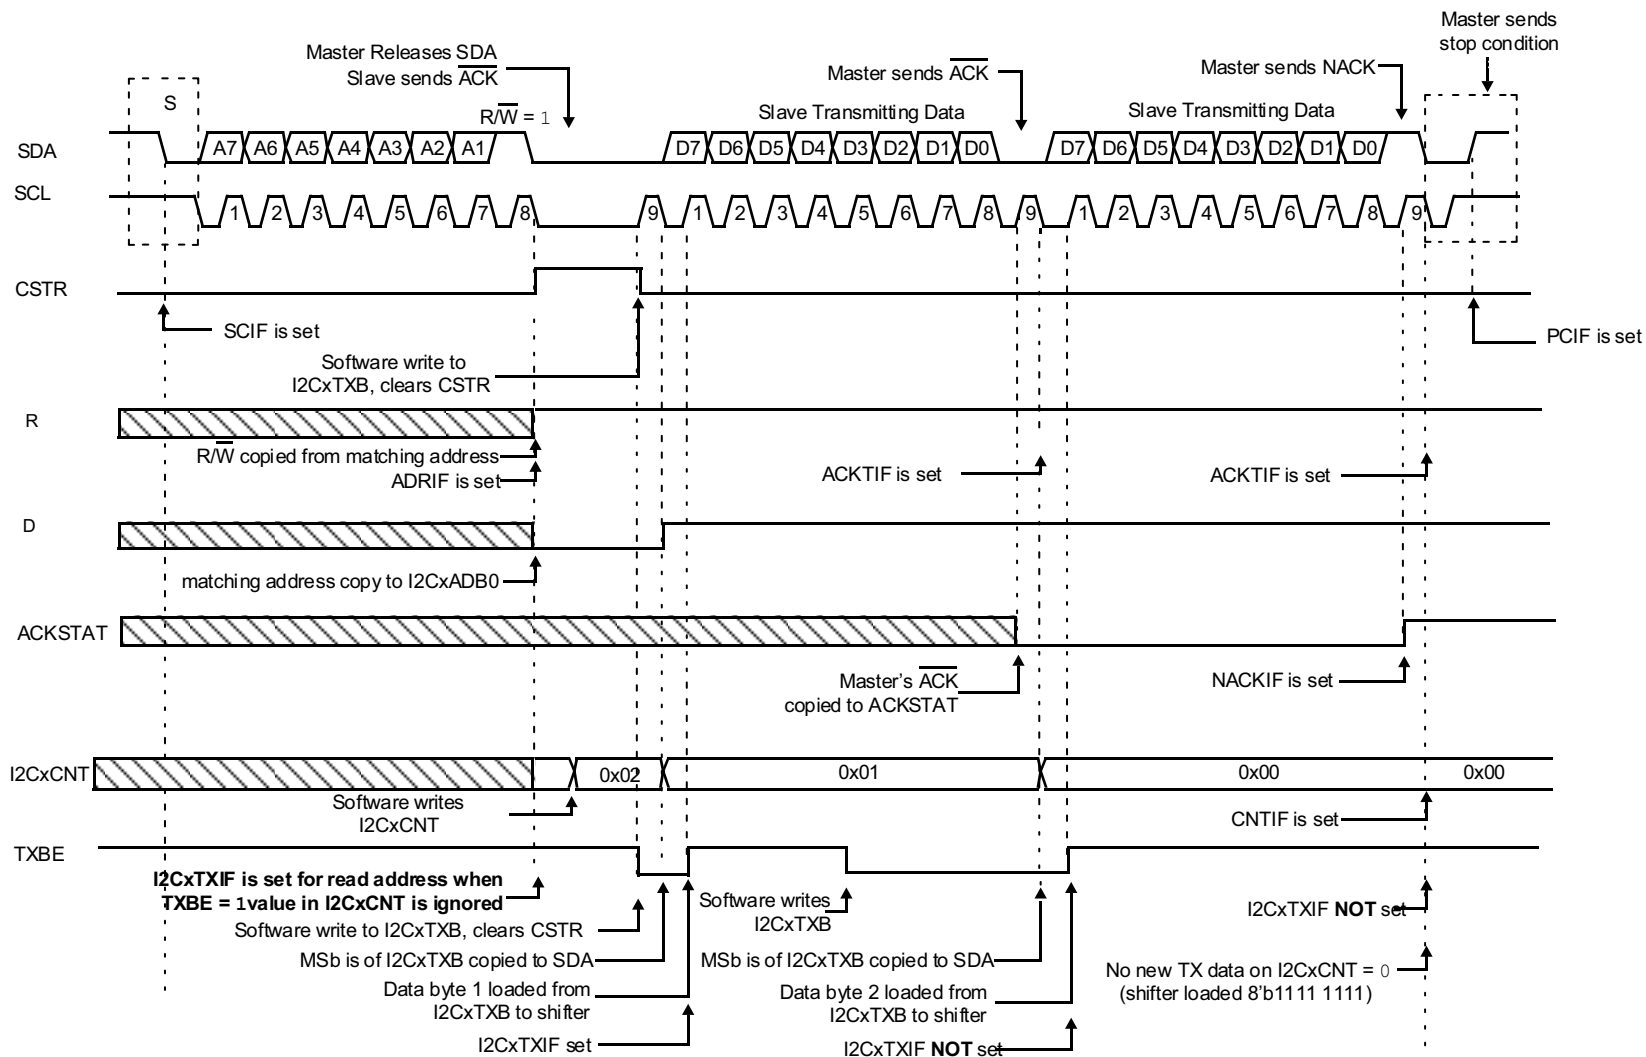 Master sends
stop condition
Master Releases SDA
Slave sends ACK
Master sends ACK
Master sends NACK
S
R/W = 1
Slave Transmitting Data
Slave Transmitting Data
SDA
A7 A6 A5 A4 A3 A2 A1
D7 D6 D5 D4 D3 D2 D1 D0
D7 D6 D5 D4 D3 D2 D1 D0
SCL
1 2 3 4 5 6 7 8 9 1 2 3 4 5 6 7 8 9 1 2 3 4 5 6 7 8 9
CSTR
SCIF is set
PCIF is set
Software write to
I2CxTXB, clears CSTR
R
R/W copied from matching address
ADRIF is set
ACKTIF is set
ACKTIF is set
D
matching address copy to I2CxADB0
ACKSTAT
Master's ACK
copied to ACKSTAT
NACKIF is set
I2CxCNT
0x02
0x01
0x00
0x00
Software writes
I2CxCNT
CNTIF is set
TXBE
I2CxTXIF is set for read address when
TXBE = 1 value in I2CxCNT is ignored
Software writes
I2CxTXB
I2CxTXIF NOT set
Software write to I2CxTXB, clears CSTR
MSb is of I2CxTXB copied to SDA
MSb is of I2CxTXB copied to SDA
No new TX data on I2CxCNT = 0
(shifter loaded 8'b1111 1111)
Data byte 1 loaded from
I2CxTXB to shifter
Data byte 2 loaded from
I2CxTXB to shifter
I2CxTXIF set
I2CxTXIF NOT set